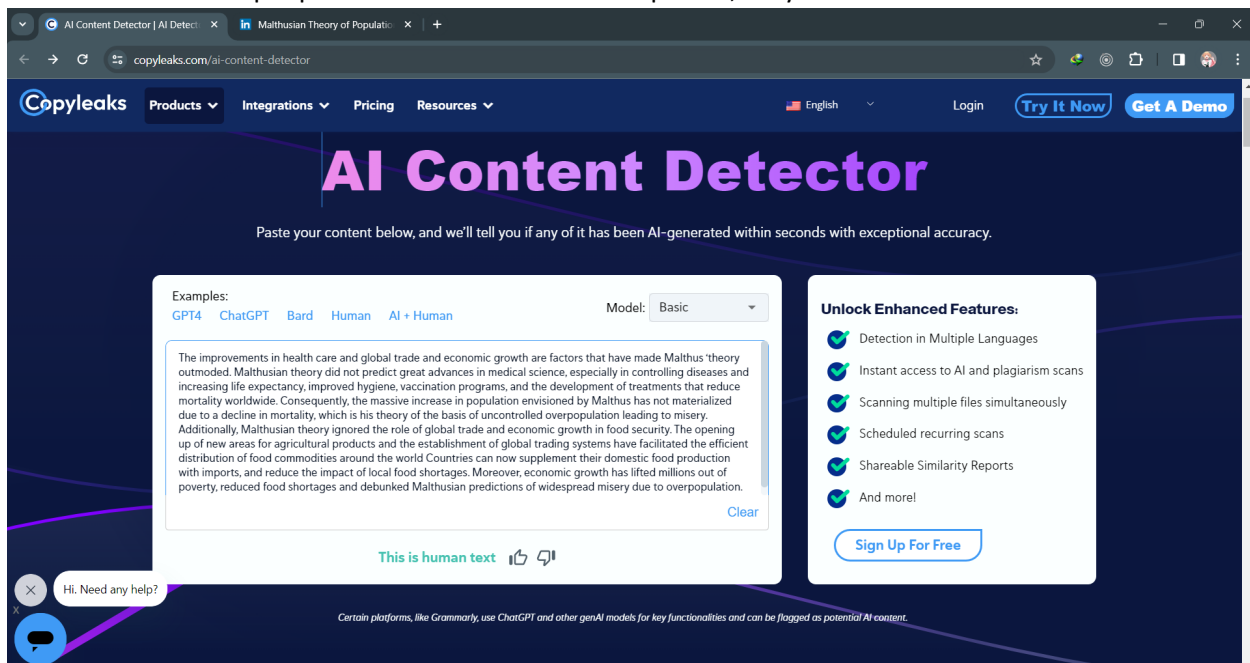 AI Content Detector | AI Detect
Malthusian Theory of Populatio
copyleaks.com/ai-content-detector
Copyleaks
Products
Integrations
Pricing
Resources
English
Login
Try It Now
Get A Demo
AI Content Detector
Paste your content below, and we'll tell you if any of it has been AI-generated within seconds with exceptional accuracy.
Examples:
GPT4 ChatGPT Bard Human AI + Human
Model: Basic
The improvements in health care and global trade and economic growth are factors that have made Malthus 'theory
outmoded. Malthusian theory did not predict great advances in medical science, especially in controlling diseases and
increasing life expectancy, improved hygiene, vaccination programs, and the development of treatments that reduce
mortality worldwide. Consequently, the massive increase in population envisioned by Malthus has not materialized
due to a decline in mortality, which is his theory of the basis of uncontrolled overpopulation leading to misery.
Additionally, Malthusian theory ignored the role of global trade and economic growth in food security. The opening
up of new areas for agricultural products and the establishment of global trading systems have facilitated the efficient
distribution of food commodities around the world Countries can now supplement their domestic food production
with imports, and reduce the impact of local food shortages. Moreover, economic growth has lifted millions out of
poverty, reduced food shortages and debunked Malthusian predictions of widespread misery due to overpopulation.
Clear
This is human text
Unlock Enhanced Features:
Detection in Multiple Languages
Instant access to AI and plagiarism scans
Scanning multiple files simultaneously
Scheduled recurring scans
Shareable Similarity Reports
And more!
Sign Up For Free
Hi. Need any help?
X
Certain platforms, like Grammarly, use ChatGPT and other genAI models for key functionalities and can be flagged as potential AI content.